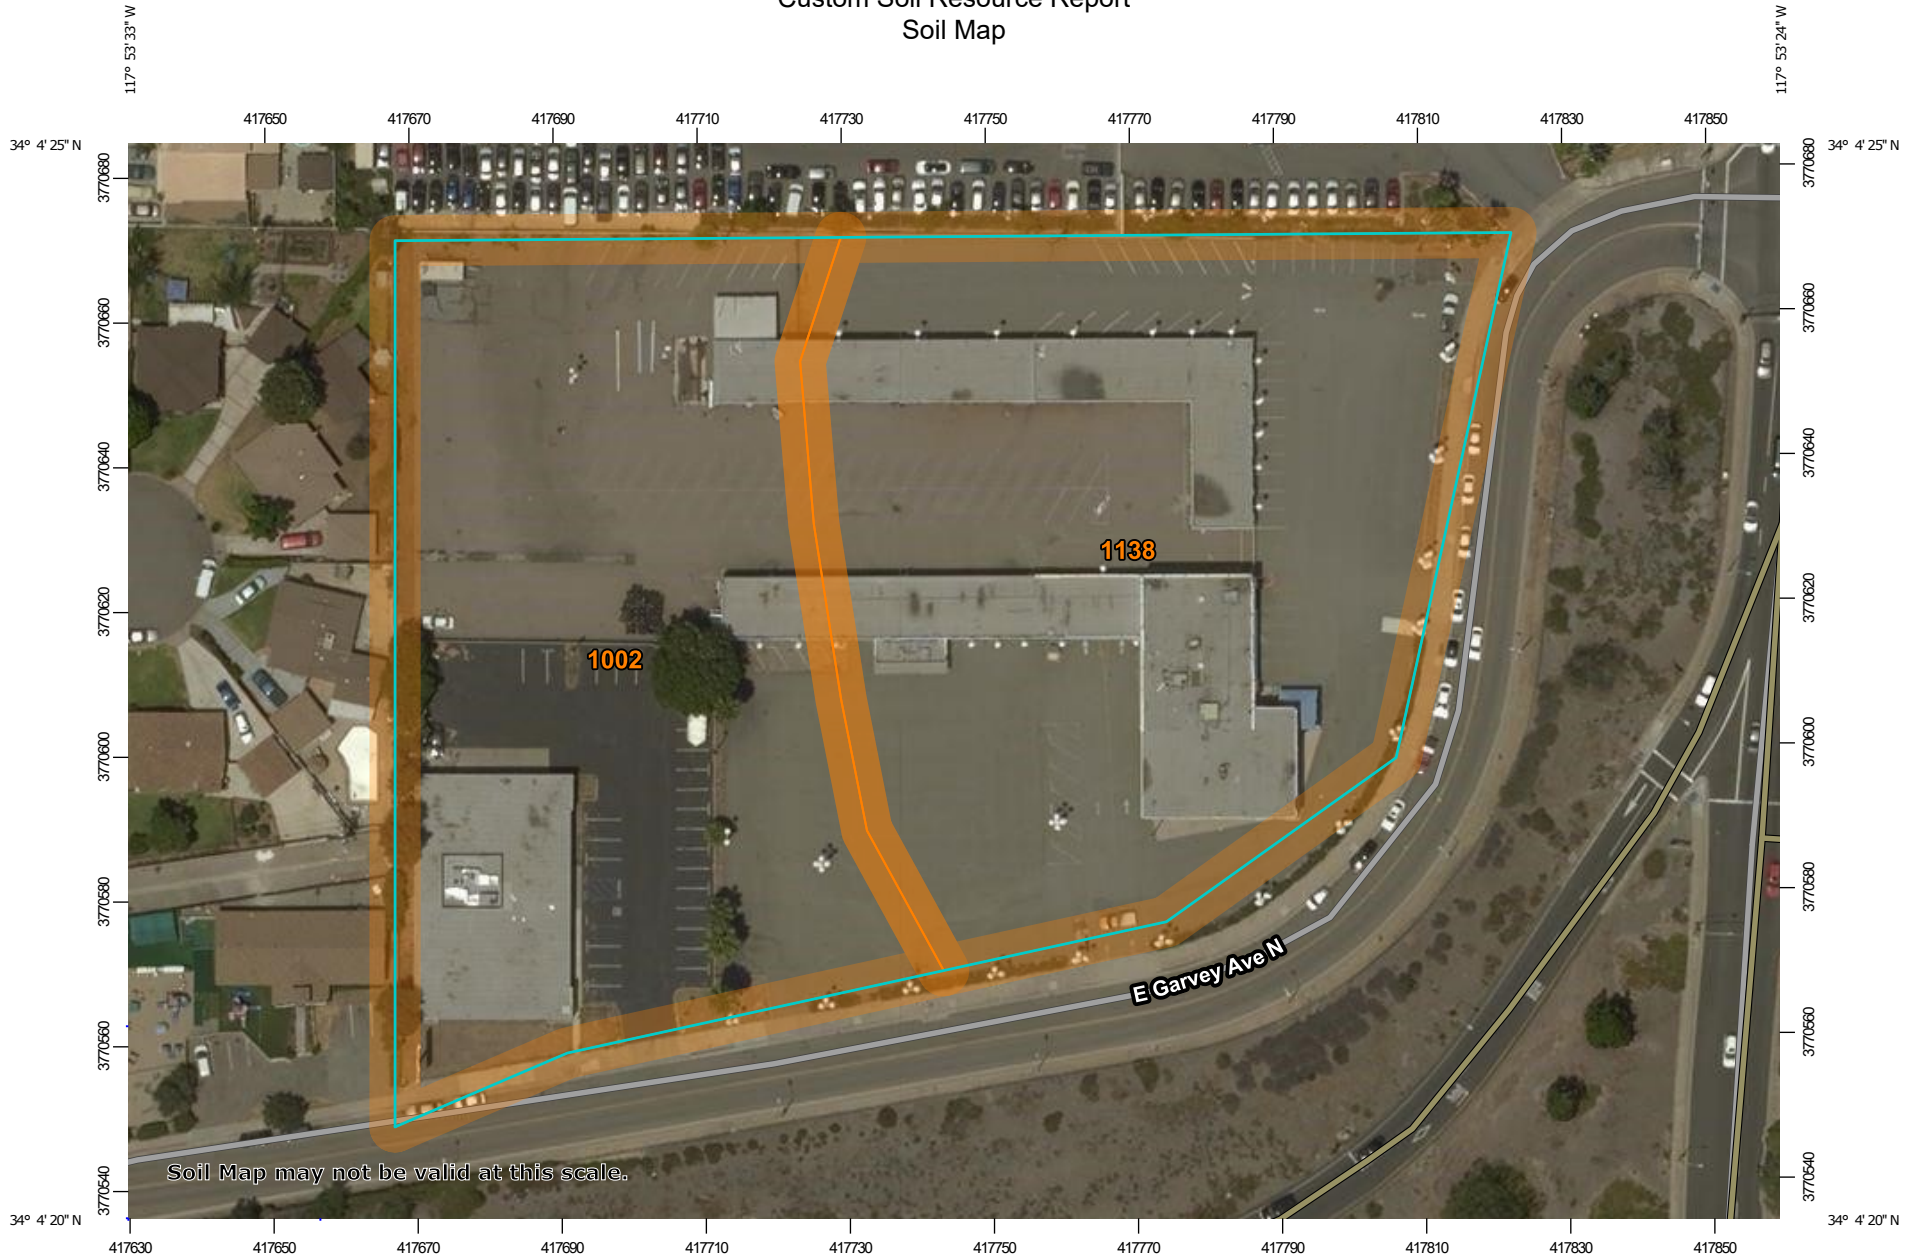 Custom Soil Resource Report
Soil Map
117° 53' 33" W
117° 53' 24" W
417650 417670 417690 417710 417730 417750 417770 417790 417810 417830 417850
34° 4' 25" N
34° 4' 25" N
3770680
3770660
3770640
3770620
3770600
3770580
3770560
3770540
3770680
3770660
3770640
3770620
3770600
3770580
3770560
3770540
1138
1002
E Garvey Ave N
Soil Map may not be valid at this scale.
34° 4' 20" N
34° 4' 20" N
417630 417650 417670 417690 417710 417730 417750 417770 417790 417810 417830 417850